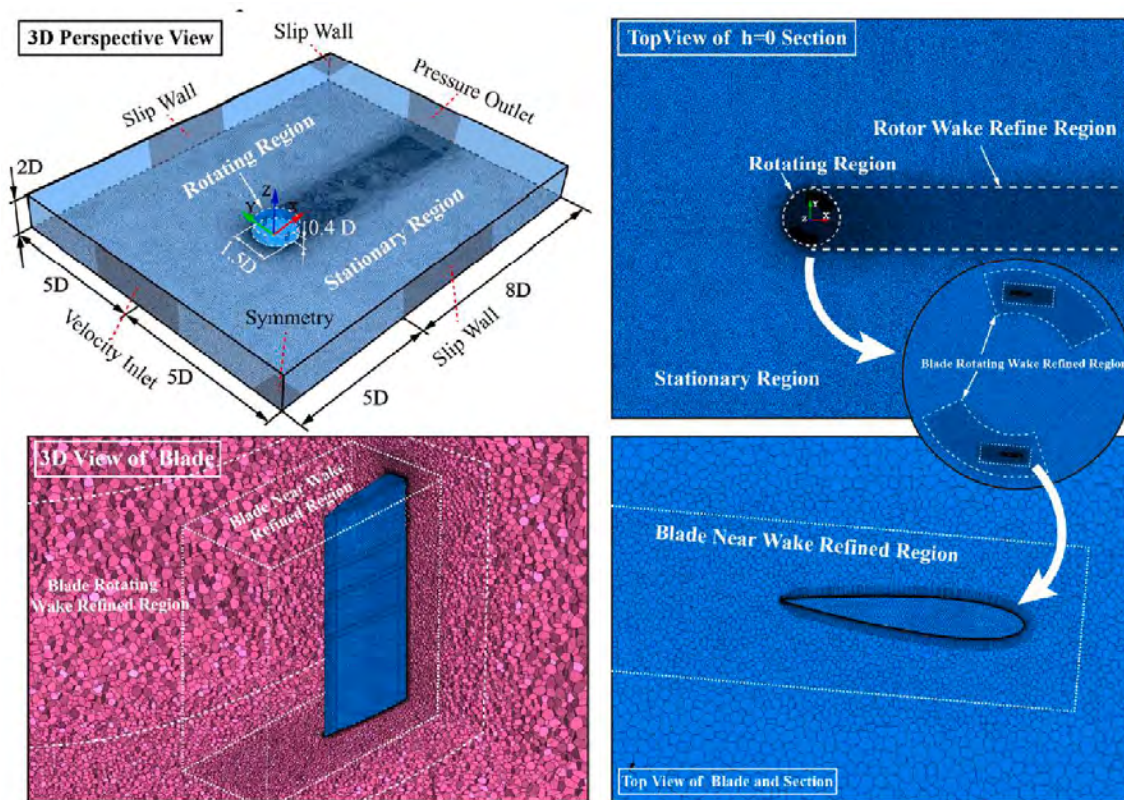 3D Perspective View
Slip Wall
Slip Wall
Pressure Outlet
Rotating Region
2D
Z
Y
X
0.4 D
1.5D
Stationary Region
5D
Velocity Inlet
5D
Symmetry
8D
Slip Wall
5D
TopView of h=0 Section
Rotor Wake Refine Region
Rotating Region
Y
Z
X
Blade Rotating Wake Refined Region
Stationary Region
3D View of Blade
Blade Near Wake
Refined Region
Blade Rotating
Wake Refined Region
Blade Near Wake Refined Region
Top View of Blade and Section